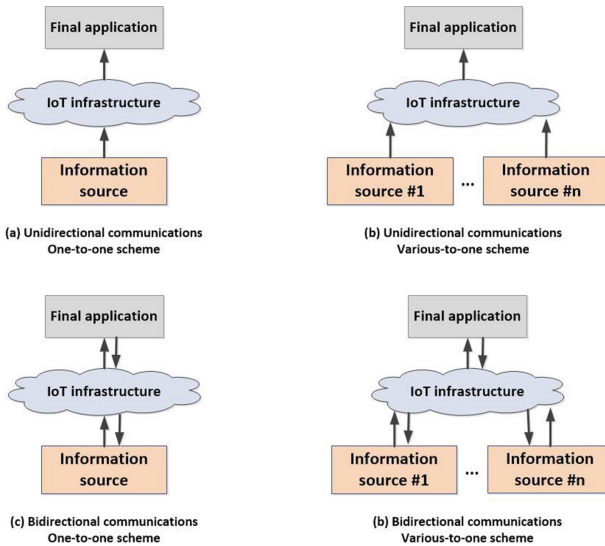 Final application
IoT infrastructure
Information
source
(a) Unidirectional communications
One-to-one scheme
Final application
IoT infrastructure
Information
source #1
...
Information
source #n
(b) Unidirectional communications
Various-to-one scheme
Final application
IoT infrastructure
Information
source
(c) Bidirectional communications
One-to-one scheme
Final application
IoT infrastructure
Information
source #1
...
Information
source #n
(b) Bidirectional communications
Various-to-one scheme